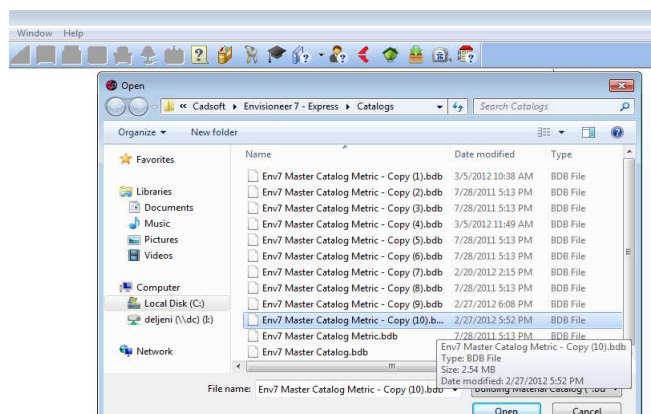 Window Help
Open
« Cadsoft ▸ Envisioneer 7 - Express ▸ Catalogs
Search Catalogs
Organize ▾ New folder
Favorites
Libraries
Documents
Music
Pictures
Videos
Computer
Local Disk (C:)
deljeni (\\dc) (I:)
Network
Name Date modified Type
Env7 Master Catalog Metric - Copy (1).bdb 3/5/2012 10:38 AM BDB File
Env7 Master Catalog Metric - Copy (2).bdb 7/28/2011 5:13 PM BDB File
Env7 Master Catalog Metric - Copy (3).bdb 7/28/2011 5:13 PM BDB File
Env7 Master Catalog Metric - Copy (4).bdb 3/5/2012 11:49 AM BDB File
Env7 Master Catalog Metric - Copy (5).bdb 7/28/2011 5:13 PM BDB File
Env7 Master Catalog Metric - Copy (6).bdb 7/28/2011 5:13 PM BDB File
Env7 Master Catalog Metric - Copy (7).bdb 2/20/2012 2:15 PM BDB File
Env7 Master Catalog Metric - Copy (8).bdb 7/28/2011 5:13 PM BDB File
Env7 Master Catalog Metric - Copy (9).bdb 2/27/2012 6:08 PM BDB File
Env7 Master Catalog Metric - Copy (10).b... 2/27/2012 5:52 PM BDB File
Env7 Master Catalog Metric.bdb 7/28/2011 5:13 PM BDB File
Env7 Master Catalog.bdb
Env7 Master Catalog Metric - Copy (10).bdb
Type: BDB File
Size: 2.54 MB
Date modified: 2/27/2012 5:52 PM
File name: Env7 Master Catalog Metric - Copy (10).bdb
Building Material Catalog (*.bd
Open Cancel